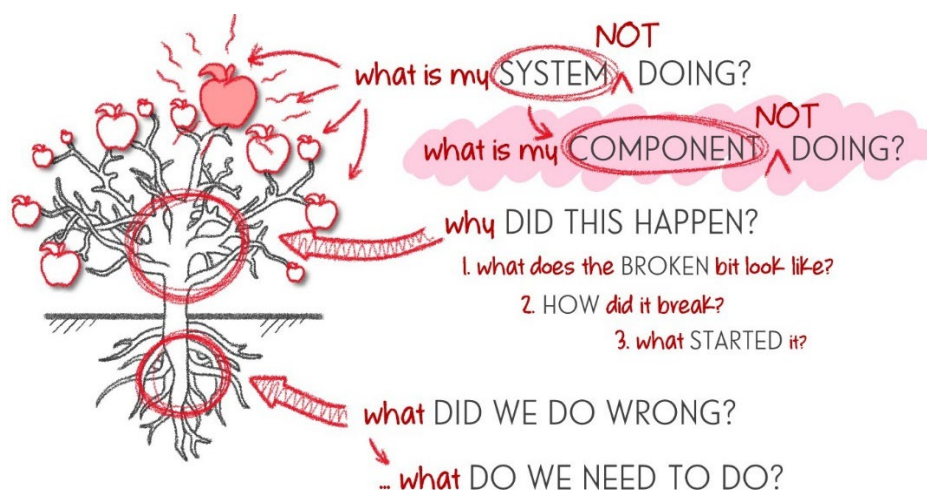 NOT
what is my SYSTEM DOING?
NOT
what is my COMPONENT DOING?
why DID THIS HAPPEN?
1. what does the BROKEN bit look like?
2. HOW did it break?
3. what STARTED it?
what DID WE DO WRONG?
... what DO WE NEED TO DO?